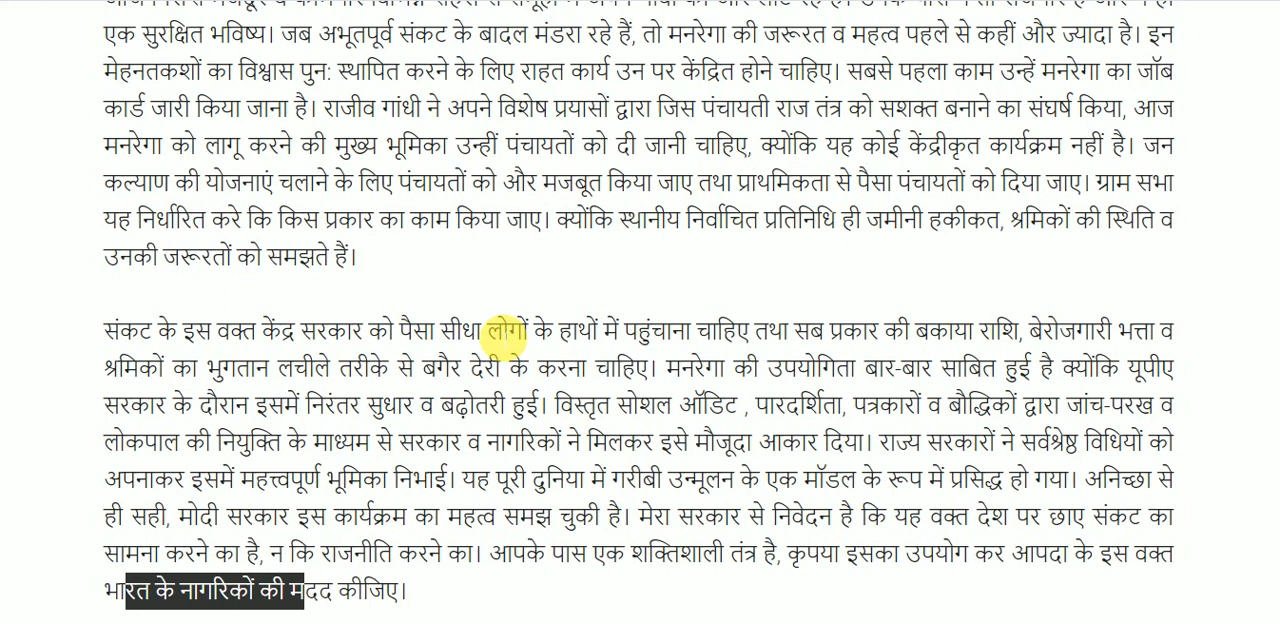 एक सुरक्षित भविष्य। जब अभूतपूर्व संकट के बादल मंडरा रहे हैं, तो मनरेगा की जरूरत व महत्व पहले से कहीं और ज्यादा है। इन
मेहनतकशों का विश्वास पुन: स्थापित करने के लिए राहत कार्य उन पर केंद्रित होने चाहिए। सबसे पहला काम उन्हें मनरेगा का जॉब
कार्ड जारी किया जाना है। राजीव गांधी ने अपने विशेष प्रयासों द्वारा जिस पंचायती राज तंत्र को सशक्त बनाने का संघर्ष किया, आज
मनरेगा को लागू करने की मुख्य भूमिका उन्हीं पंचायतों को दी जानी चाहिए, क्योंकि यह कोई केंद्रीकृत कार्यक्रम नहीं है। जन
कल्याण की योजनाएं चलाने के लिए पंचायतों को और मजबूत किया जाए तथा प्राथमिकता से पैसा पंचायतों को दिया जाए। ग्राम सभा
यह निर्धारित करे कि किस प्रकार का काम किया जाए। क्योंकि स्थानीय निर्वाचित प्रतिनिधि ही जमीनी हकीकत, श्रमिकों की स्थिति व
उनकी जरूरतों को समझते हैं।
संकट के इस वक्त केंद्र सरकार को पैसा सीधा लोगों के हाथों में पहुंचाना चाहिए तथा सब प्रकार की बकाया राशि, बेरोजगारी भत्ता व
श्रमिकों का भुगतान लचीले तरीके से बगैर देरी के करना चाहिए। मनरेगा की उपयोगिता बार-बार साबित हुई है क्योंकि यूपीए
सरकार के दौरान इसमें निरंतर सुधार व बढ़ोतरी हुई। विस्तृत सोशल ऑडिट , पारदर्शिता, पत्रकारों व बौद्धिकों द्वारा जांच-परख व
लोकपाल की नियुक्ति के माध्यम से सरकार व नागरिकों ने मिलकर इसे मौजूदा आकार दिया। राज्य सरकारों ने सर्वश्रेष्ठ विधियों को
अपनाकर इसमें महत्त्वपूर्ण भूमिका निभाई। यह पूरी दुनिया में गरीबी उन्मूलन के एक मॉडल के रूप में प्रसिद्ध हो गया। अनिच्छा से
ही सही, मोदी सरकार इस कार्यक्रम का महत्व समझ चुकी है। मेरा सरकार से निवेदन है कि यह वक्त देश पर छाए संकट का
सामना करने का है, न कि राजनीति करने का। आपके पास एक शक्तिशाली तंत्र है, कृपया इसका उपयोग कर आपदा के इस वक्त
भारत के नागरिकों की मदद कीजिए।